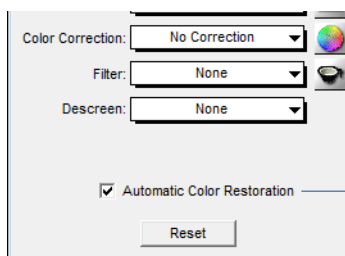 Color Correction: No Correction
Filter: None
Descreen: None
Automatic Color Restoration
Reset